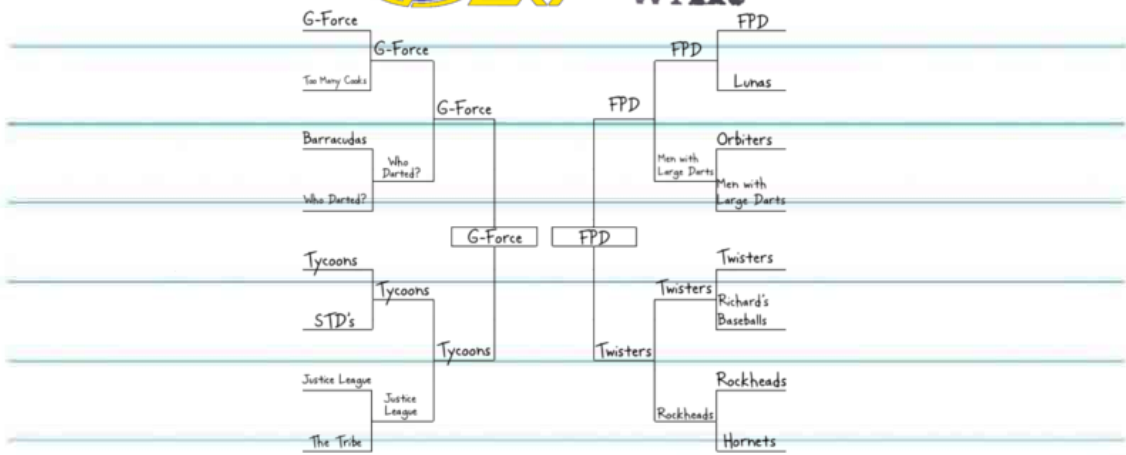 G-Force
Too Many Cooks
Barracudas
Who Darted?
Tycoons
STD's
Justice League
The Tribe
G-Force
Who
Darted?
Tycoons
Justice
League
G-Force
Tycoons
G-Force
FPD
FPD
Twisters
FPD
Men with
Large Darts
Twisters
Rockheads
FPD
Lunas
Orbiters
Men with
Large Darts
Twisters
Richard's
Baseballs
Rockheads
Hornets